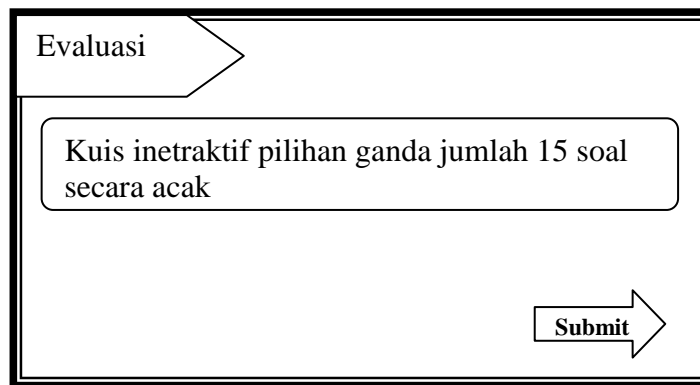 Evaluasi
Kuis inetraktif pilihan ganda jumlah 15 soal
secara acak
Submit